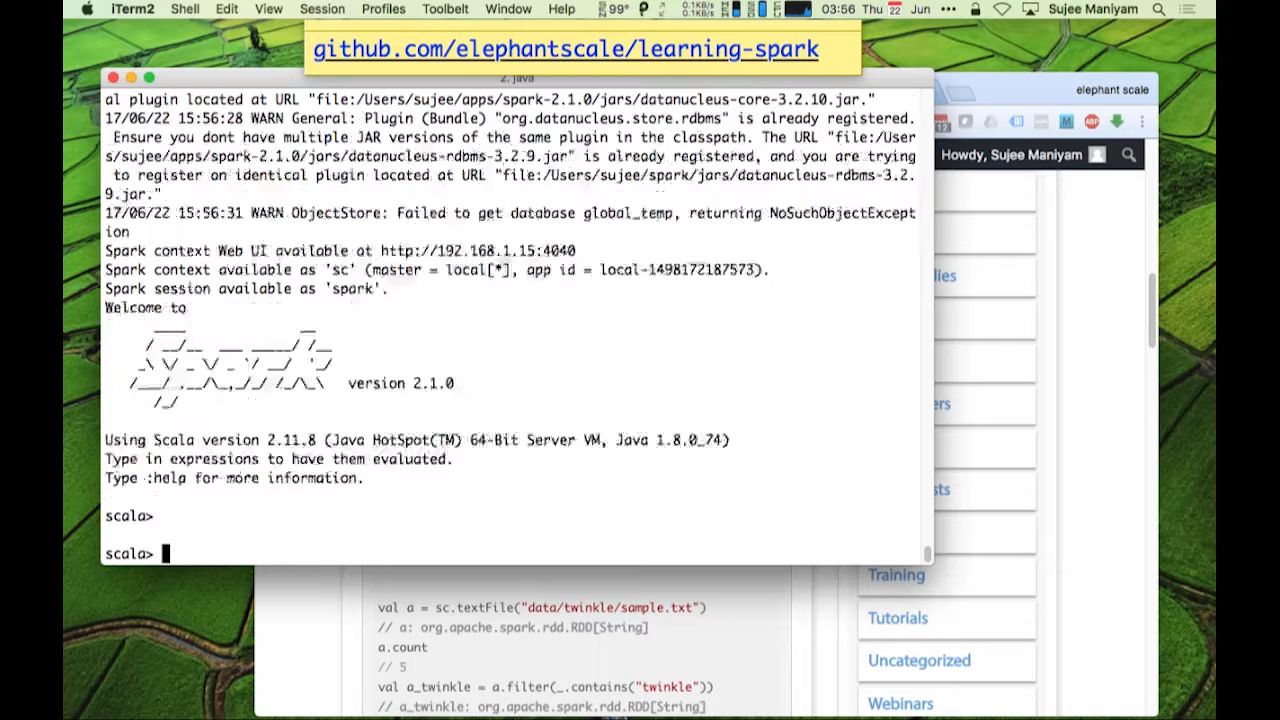 iTerm2 Shell Edit View Session Profiles Toolbelt Window Help 99° 0.1KB/s 0.1KB/s 03:56 Thu 22 Jun Sujee Maniyam
github.com/elephantscale/learning-spark
2. java
al plugin located at URL "file:/Users/sujee/apps/spark-2.1.0/jars/datanucleus-core-3.2.10.jar."
17/06/22 15:56:28 WARN General: Plugin (Bundle) "org.datanucleus.store.rdbms" is already registered.
Ensure you dont have multiple JAR versions of the same plugin in the classpath. The URL "file:/User
s/sujee/apps/spark-2.1.0/jars/datanucleus-rdbms-3.2.9.jar" is already registered, and you are trying
to register an identical plugin located at URL "file:/Users/sujee/spark/jars/datanucleus-rdbms-3.2.
9.jar."
17/06/22 15:56:31 WARN ObjectStore: Failed to get database global_temp, returning NoSuchObjectExcept
ion
Spark context Web UI available at http://192.168.1.15:4040
Spark context available as 'sc' (master = local[*], app id = local-1498172187573).
Spark session available as 'spark'.
Welcome to
Spark version 2.1.0
Using Scala version 2.11.8 (Java HotSpot(TM) 64-Bit Server VM, Java 1.8.0_74)
Type in expressions to have them evaluated.
Type :help for more information.
scala>
scala>
elephant scale
12 ABP
Howdy, Sujee Maniyam
Training
Tutorials
Uncategorized
Webinars
val a = sc.textFile("data/twinkle/sample.txt")
// a: org.apache.spark.rdd.RDD[String]
a.count
// 5
val a_twinkle = a.filter(_.contains("twinkle"))
// a_twinkle: org.apache.spark.rdd.RDD[String]